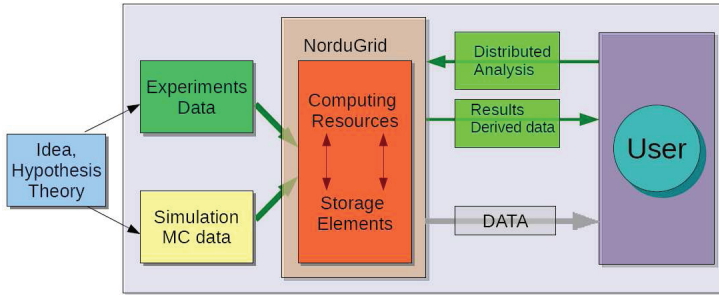 Idea,
Hypothesis
Theory
Experiments
Data
Simulation
MC data
NorduGrid
Computing
Resources
Storage
Elements
Distributed
Analysis
Results
Derived data
DATA
User